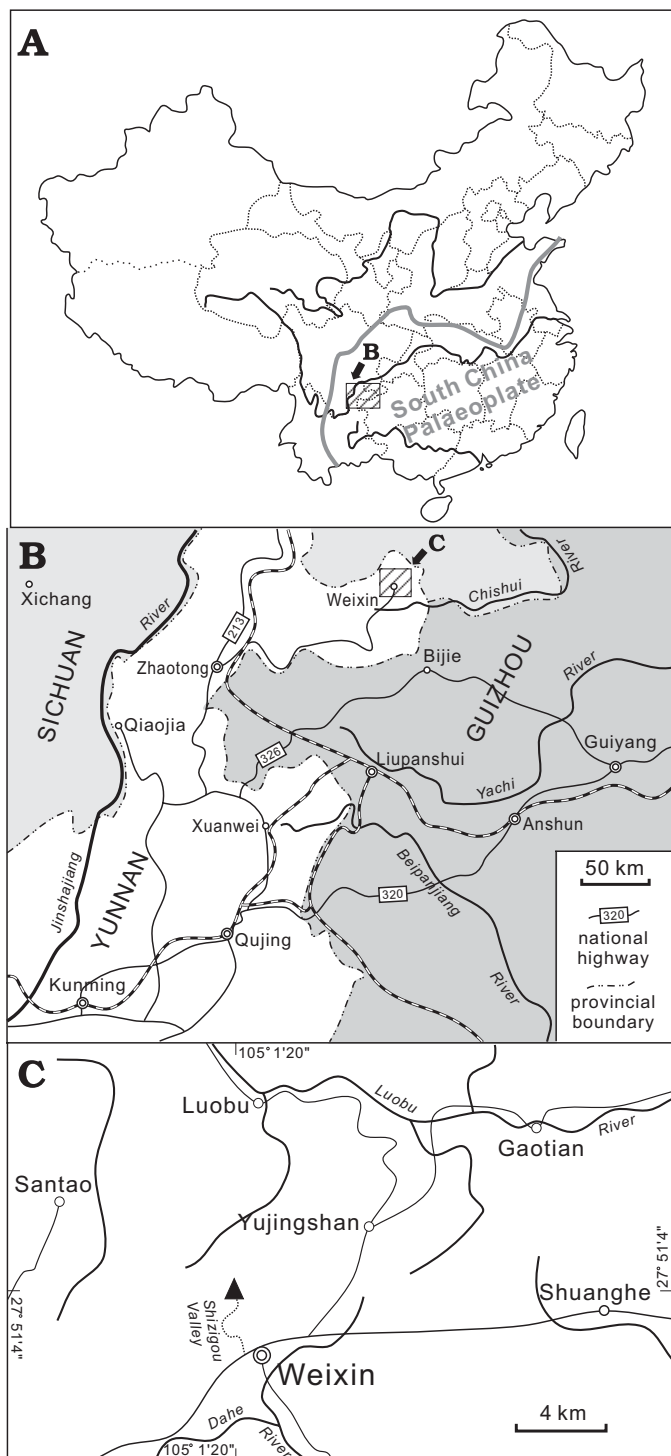 A
B
South China
Palaeoplate
B
C
Xichang
River
Weixin
Chishui
River
SICHUAN
213
Zhaotong
Bijie
GUIZHOU
River
Qiaojia
326
Liupanshui
Guiyang
Yachi
Xuanwei
Anshun
Jinshajiang
YUNNAN
Beipanjiang
River
320
Qujing
Kunming
50 km
320
national
highway
provincial
boundary
C
105° 1'20"
Luobu
Luobu
River
Gaotian
Santao
Yujingshan
27° 51'4"
27° 51'4"
Shizigou
Valley
Shuanghe
Weixin
Dahe
River
105° 1'20"
4 km